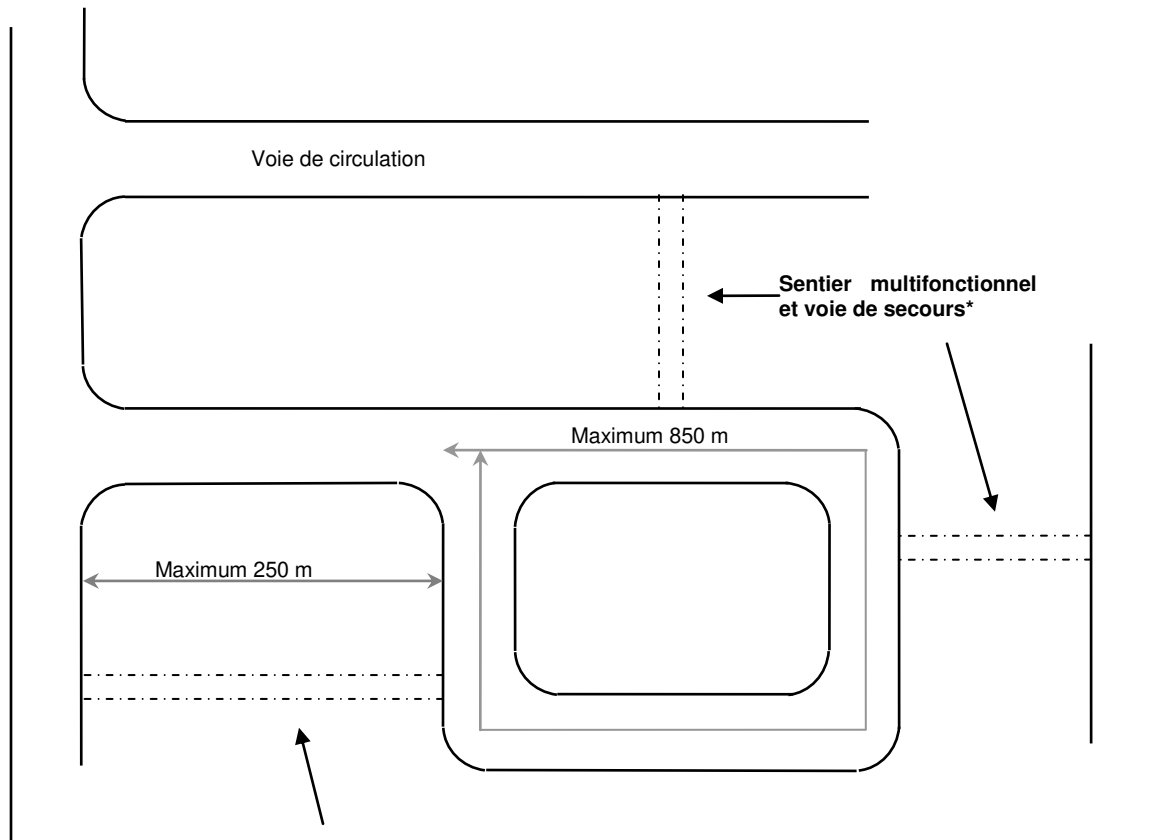 Voie de circulation
Sentier multifonctionnel
et voie de secours*
Maximum 850 m
Maximum 250 m